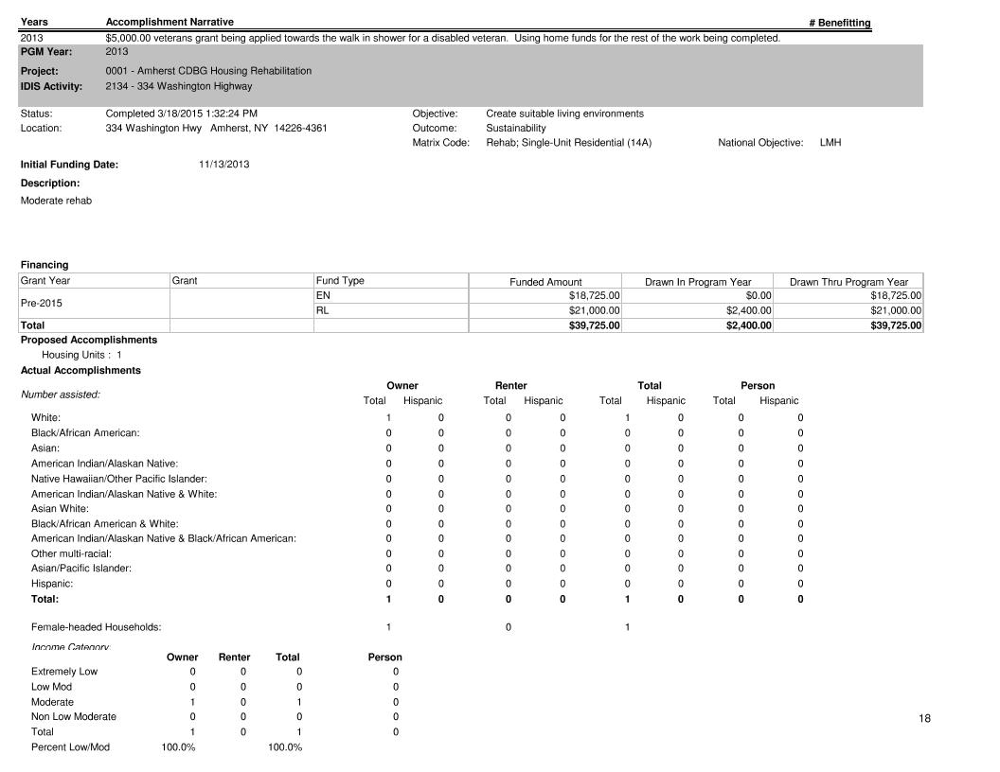 Years Accomplishment Narrative # Benefitting
2013 $5,000.00 veterans grant being applied towards the walk in shower for a disabled veteran. Using home funds for the rest of the work being completed.
PGM Year: 2013
Project: 0001 - Amherst CDBG Housing Rehabilitation
IDIS Activity: 2134 - 334 Washington Highway
Status: Completed 3/18/2015 1:32:24 PM Objective: Create suitable living environments
Location: 334 Washington Hwy Amherst, NY 14226-4361 Outcome: Sustainability
Matrix Code: Rehab; Single-Unit Residential (14A) National Objective: LMH
Initial Funding Date: 11/13/2013
Description:
Moderate rehab
Financing
Grant Year Grant Fund Type Funded Amount Drawn In Program Year Drawn Thru Program Year
Pre-2015 EN $18,725.00 $0.00 $18,725.00
RL $21,000.00 $2,400.00 $21,000.00
Total $39,725.00 $2,400.00 $39,725.00
Proposed Accomplishments
Housing Units : 1
Actual Accomplishments
Number assisted: Owner Renter Total Person
Total Hispanic Total Hispanic Total Hispanic Total Hispanic
White: 1 0 0 0 1 0 0 0
Black/African American: 0 0 0 0 0 0 0 0
Asian: 0 0 0 0 0 0 0 0
American Indian/Alaskan Native: 0 0 0 0 0 0 0 0
Native Hawaiian/Other Pacific Islander: 0 0 0 0 0 0 0 0
American Indian/Alaskan Native & White: 0 0 0 0 0 0 0 0
Asian White: 0 0 0 0 0 0 0 0
Black/African American & White: 0 0 0 0 0 0 0 0
American Indian/Alaskan Native & Black/African American: 0 0 0 0 0 0 0 0
Other multi-racial: 0 0 0 0 0 0 0 0
Asian/Pacific Islander: 0 0 0 0 0 0 0 0
Hispanic: 0 0 0 0 0 0 0 0
Total: 1 0 0 0 1 0 0 0
Female-headed Households: 1 0 1
Income Category:
Owner Renter Total Person
Extremely Low 0 0 0 0
Low Mod 0 0 0 0
Moderate 1 0 1 0
Non Low Moderate 0 0 0 0
Total 1 0 1 0
Percent Low/Mod 100.0% 100.0%
18